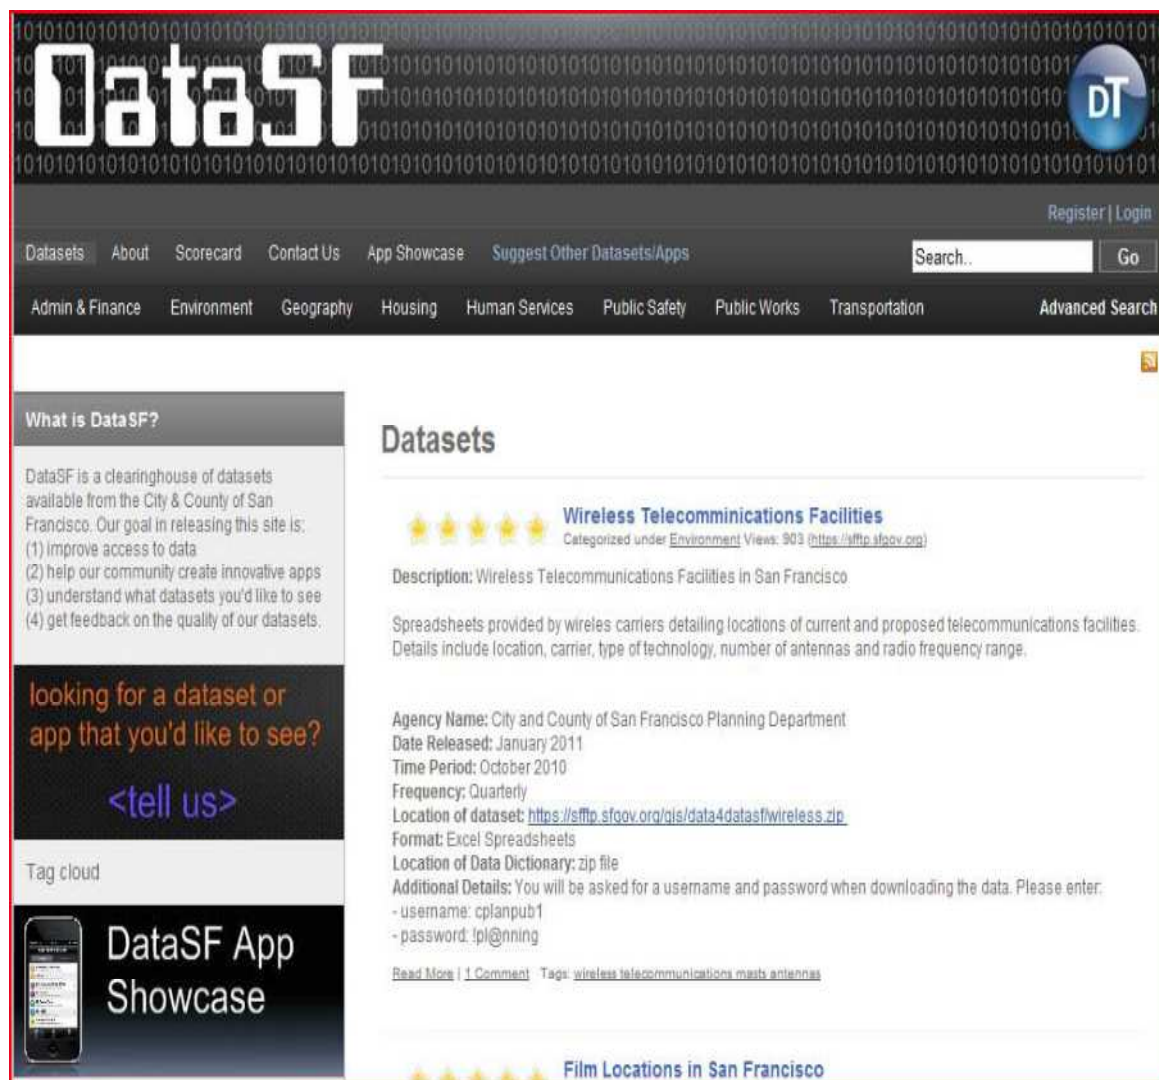 DataSF
DT
Register | Login
Datasets About Scorecard Contact Us App Showcase Suggest Other Datasets/Apps Search.. Go
Admin & Finance Environment Geography Housing Human Services Public Safety Public Works Transportation Advanced Search
What is DataSF?
DataSF is a clearinghouse of datasets
available from the City & County of San
Francisco. Our goal in releasing this site is:
(1) improve access to data
(2) help our community create innovative apps
(3) understand what datasets you'd like to see
(4) get feedback on the quality of our datasets.
looking for a dataset or
app that you'd like to see?
<tell us>
Tag cloud
DataSF App
Showcase
Datasets
Wireless Telecomminications Facilities
Categorized under Environment Views: 903 (https://sfftp.sfgov.org)
Description: Wireless Telecommunications Facilities in San Francisco
Spreadsheets provided by wireles carriers detailing locations of current and proposed telecommunications facilities.
Details include location, carrier, type of technology, number of antennas and radio frequency range.
Agency Name: City and County of San Francisco Planning Department
Date Released: January 2011
Time Period: October 2010
Frequency: Quarterly
Location of dataset: https://sfftp.sfgov.org/gis/data4datasf/wireless.zip
Format: Excel Spreadsheets
Location of Data Dictionary: zip file
Additional Details: You will be asked for a username and password when downloading the data. Please enter:
- username: cplanpub1
- password: !pl@nning
Read More | 1 Comment Tags: wireless telecommunications masts antennas
Film Locations in San Francisco